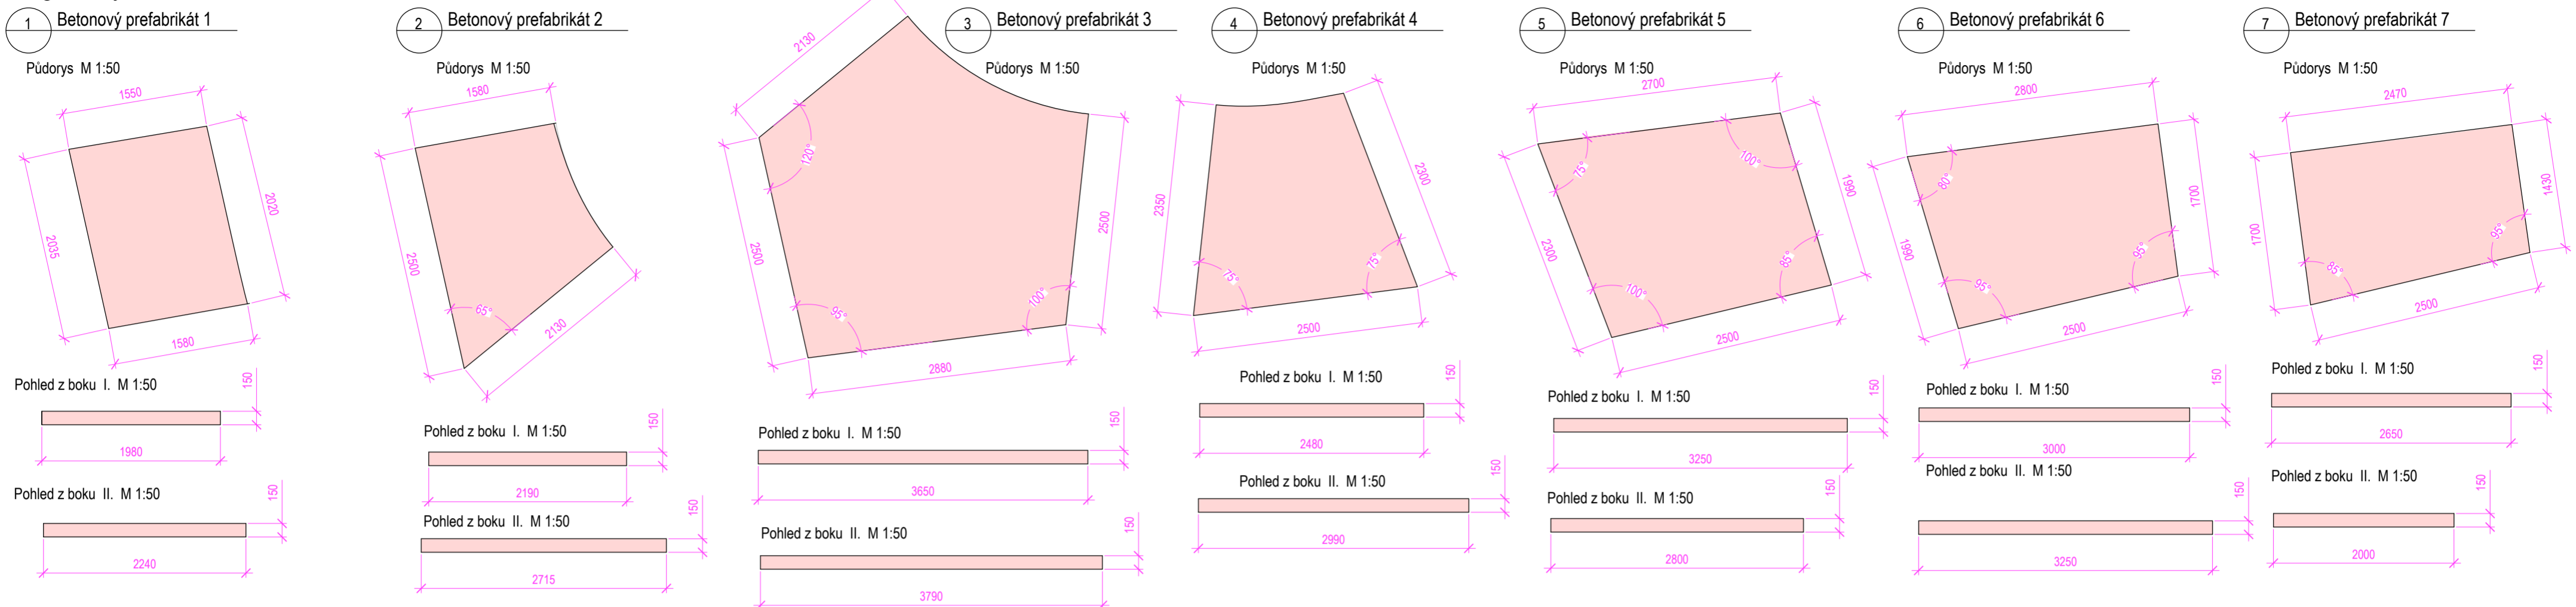 1 Betonový prefabrikát 1
Půdorys M 1:50
1550
2020
2035
1580
Pohled z boku I. M 1:50
150
1980
Pohled z boku II. M 1:50
150
2240
2 Betonový prefabrikát 2
Půdorys M 1:50
1580
2500
65°
2130
Pohled z boku I. M 1:50
150
2190
Pohled z boku II. M 1:50
150
2715
3 Betonový prefabrikát 3
Půdorys M 1:50
2130
120°
2500
2500
95°
100°
2880
Pohled z boku I. M 1:50
150
3650
Pohled z boku II. M 1:50
150
3790
4 Betonový prefabrikát 4
Půdorys M 1:50
2350
2300
75°
75°
2500
Pohled z boku I. M 1:50
150
2480
Pohled z boku II. M 1:50
150
2990
5 Betonový prefabrikát 5
Půdorys M 1:50
2700
75°
100°
1990
2300
85°
100°
2500
Pohled z boku I. M 1:50
150
3250
Pohled z boku II. M 1:50
150
2800
6 Betonový prefabrikát 6
Půdorys M 1:50
2800
80°
1700
1990
95°
95°
2500
Pohled z boku I. M 1:50
150
3000
Pohled z boku II. M 1:50
150
3250
7 Betonový prefabrikát 7
Půdorys M 1:50
2470
1430
1700
95°
85°
2500
Pohled z boku I. M 1:50
150
2650
Pohled z boku II. M 1:50
150
2000